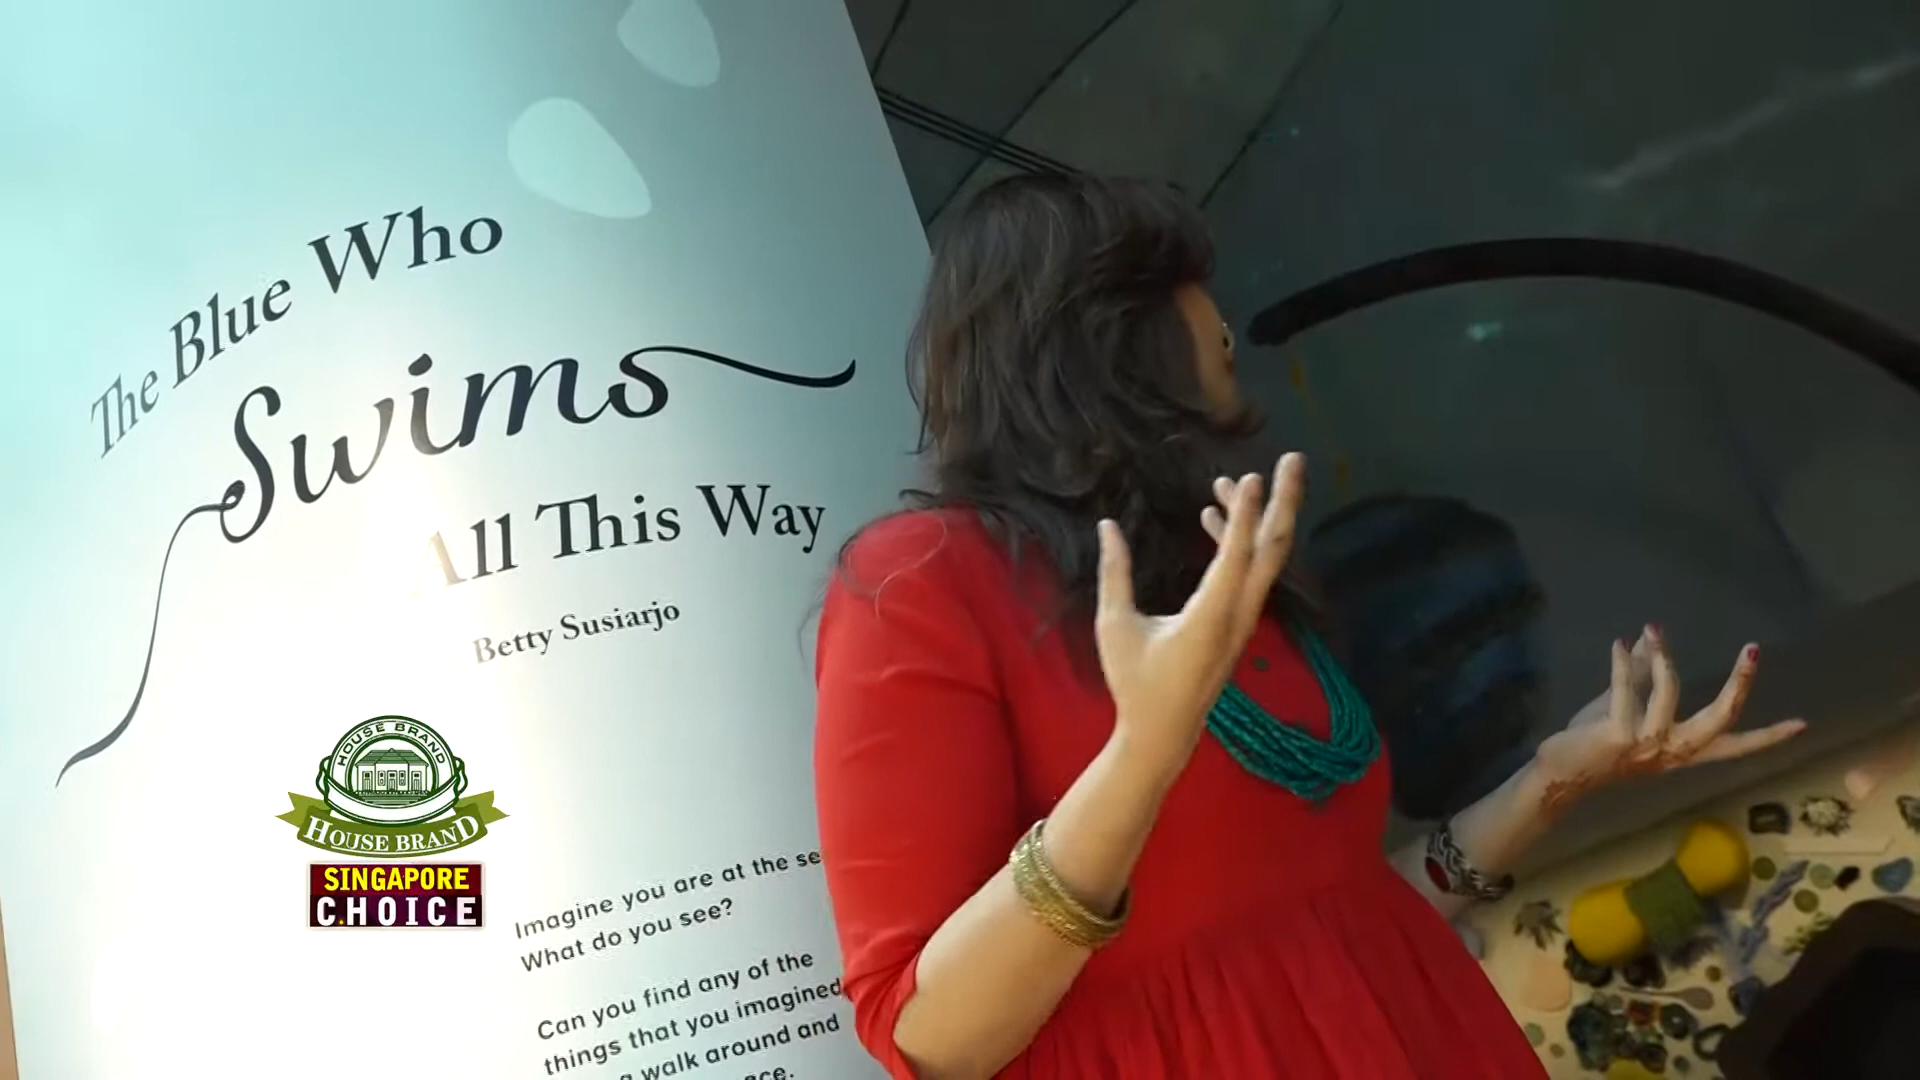 The Blue Who
Swims
All This Way
Betty Susiarjo
HOUSE BRAND
HOUSE BRAND
SINGAPORE
C.HOICE
Imagine you are at the se
What do you see?
Can you find any of the
things that you imagined
walk around and